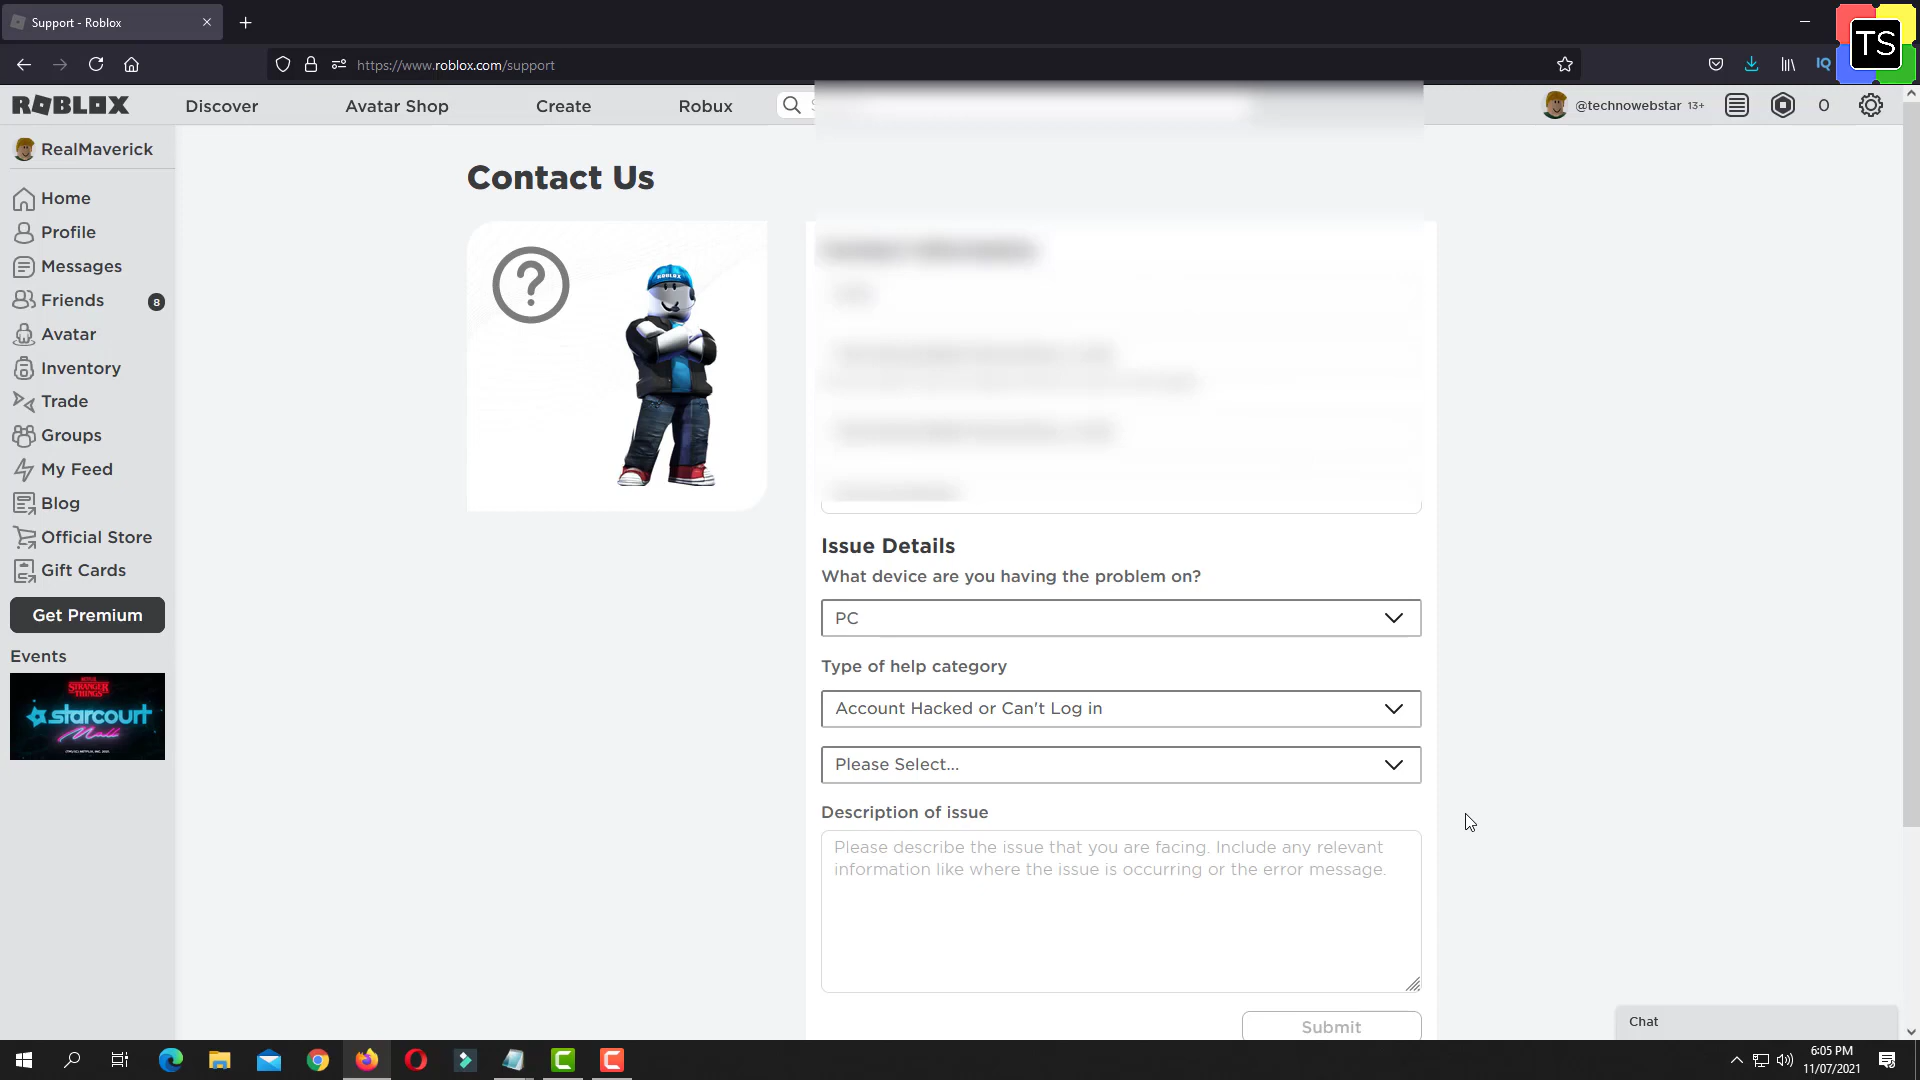 Support - Roblox
https://www.roblox.com/support
IQ
TS
ROBLOX
Discover
Avatar Shop
Create
Robux
@technowebstar 13+
0
RealMaverick
Home
Profile
Messages
Friends
8
Avatar
Inventory
Trade
Groups
My Feed
Blog
Official Store
Gift Cards
Get Premium
Events
STRANGER
THINGS
starcourt
Mall
Contact Us
ROBLOX
Issue Details
What device are you having the problem on?
PC
Type of help category
Account Hacked or Can't Log in
Please Select...
Description of issue
Please describe the issue that you are facing. Include any relevant
information like where the issue is occurring or the error message.
Submit
Chat
6:05 PM
11/07/2021